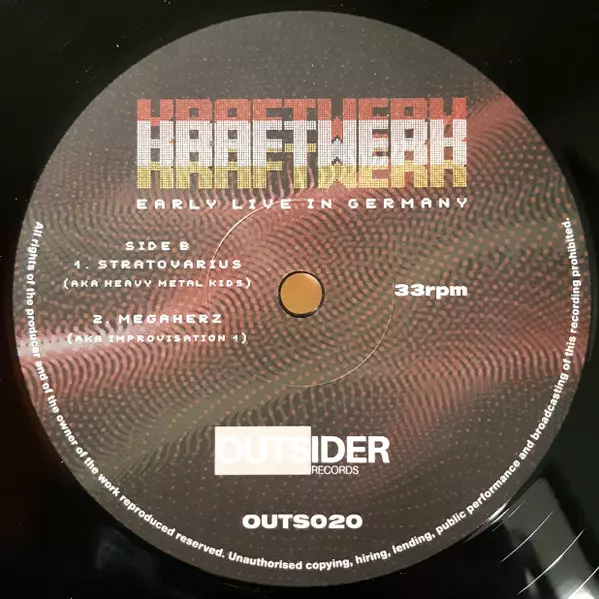 KRAFTWERK
KRAFTWERK
KRAFTWERK
EARLY LIVE IN GERMANY
SIDE B
1. STRATOVARIUS
(AKA HEAVY METAL KIDS)
33rpm
2. MEGAHERZ
(AKA IMPROVISATION 1)
OUTSIDER
RECORDS
OUTS020
All rights of the producer and of the owner of the work reproduced reserved. Unauthorised copying, hiring, lending, public performance and broadcasting of this recording prohibited.